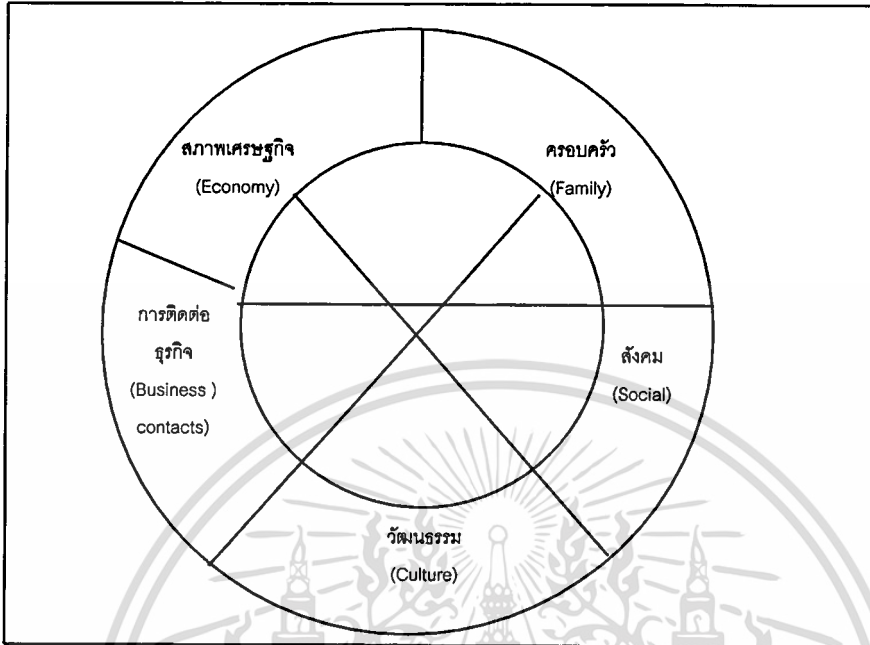 สภาพเศรษฐกิจ
(Economy)
ครอบครัว
(Family)
การติดต่อ
ธุรกิจ
(Business )
contacts)
สังคม
(Social)
วัฒนธรรม
(Culture)